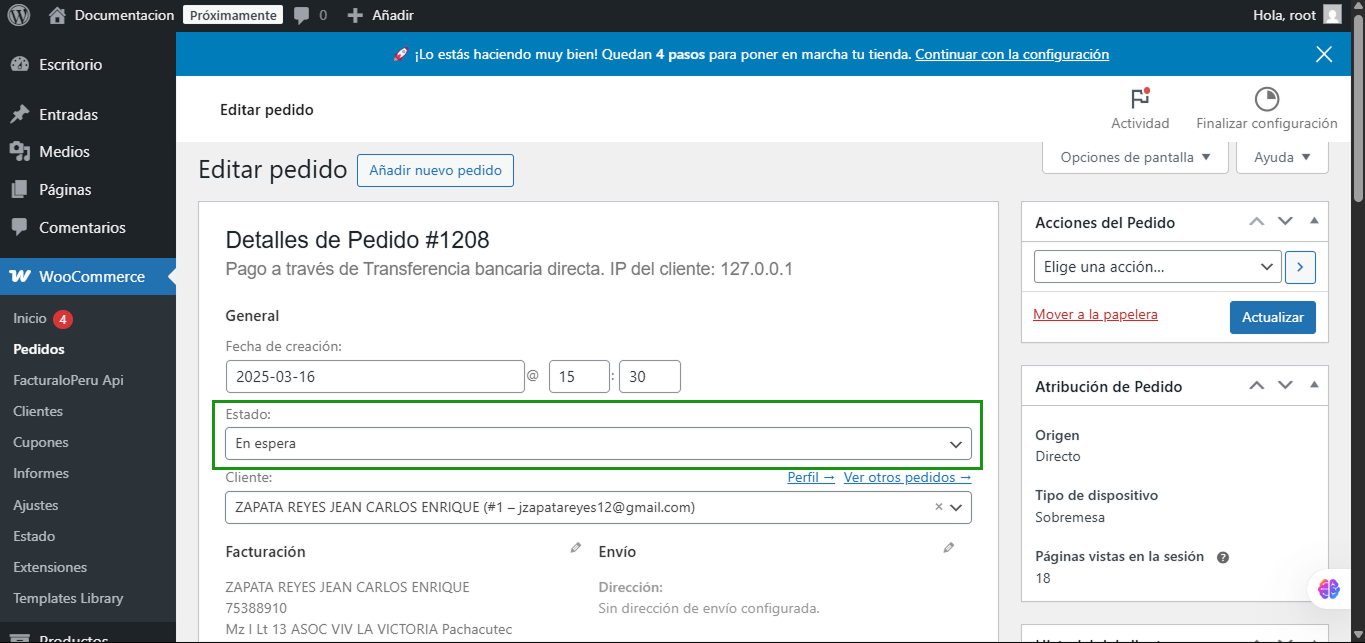 Documentacion Próximamente 0 Añadir Hola, root
¡Lo estás haciendo muy bien! Quedan 4 pasos para poner en marcha tu tienda. Continuar con la configuración
Escritorio
Entradas
Medios
Páginas
Comentarios
WooCommerce
Inicio 4
Pedidos
FacturaloPeru Api
Clientes
Cupones
Informes
Ajustes
Estado
Extensiones
Templates Library
Productos
Editar pedido
Actividad
Finalizar configuración
Opciones de pantalla
Ayuda
Editar pedido
Añadir nuevo pedido
Detalles de Pedido #1208
Pago a través de Transferencia bancaria directa. IP del cliente: 127.0.0.1
General
Fecha de creación:
2025-03-16 @ 15 : 30
Estado:
En espera
Cliente: Perfil → Ver otros pedidos →
ZAPATA REYES JEAN CARLOS ENRIQUE (#1 – jzapatareyes12@gmail.com) ×
Facturación
ZAPATA REYES JEAN CARLOS ENRIQUE
75388910
Mz I Lt 13 ASOC VIV LA VICTORIA Pachacutec
Envío
Dirección:
Sin dirección de envío configurada.
Acciones del Pedido
Elige una acción...
Mover a la papelera
Actualizar
Atribución de Pedido
Origen
Directo
Tipo de dispositivo
Sobremesa
Páginas vistas en la sesión ?
18